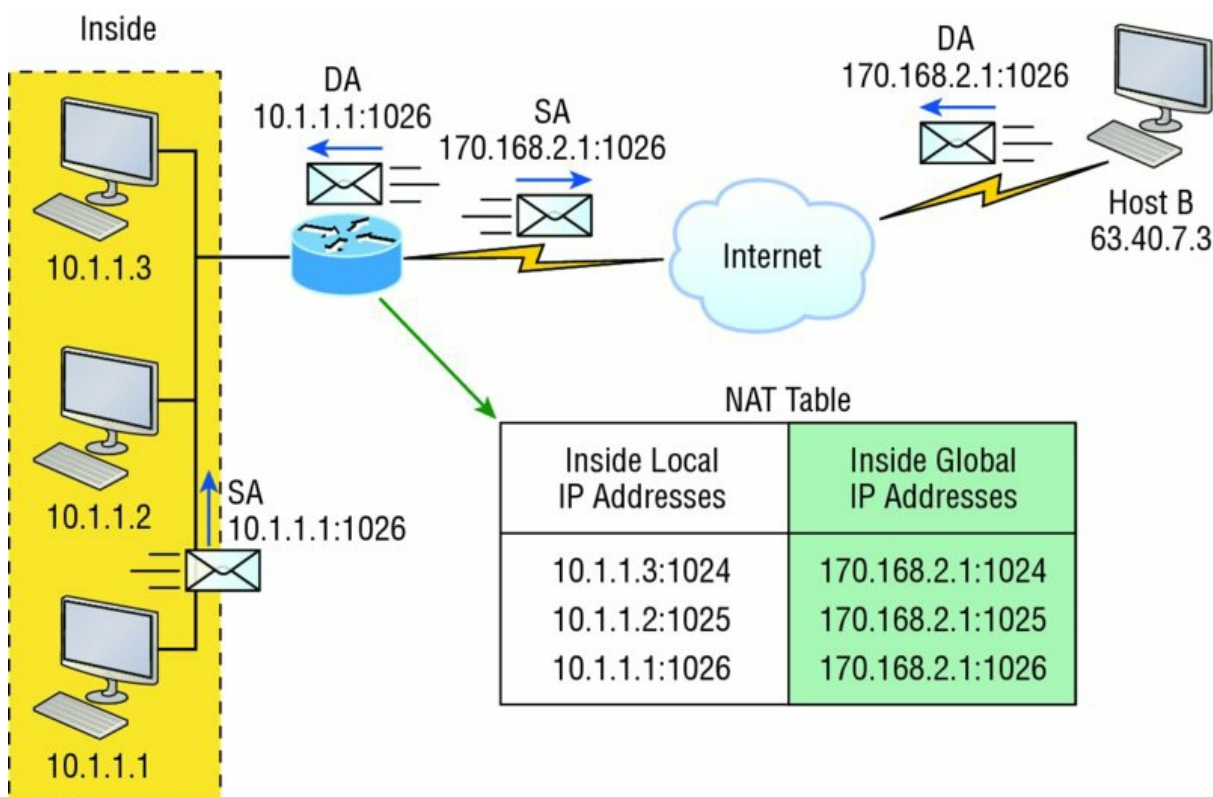 Inside
DA
10.1.1.1:1026
SA
170.168.2.1:1026
DA
170.168.2.1:1026
Host B
63.40.7.3
Internet
10.1.1.3
10.1.1.2
SA
10.1.1.1:1026
10.1.1.1
NAT Table
Inside Local
IP Addresses
Inside Global
IP Addresses
10.1.1.3:1024
170.168.2.1:1024
10.1.1.2:1025
170.168.2.1:1025
10.1.1.1:1026
170.168.2.1:1026